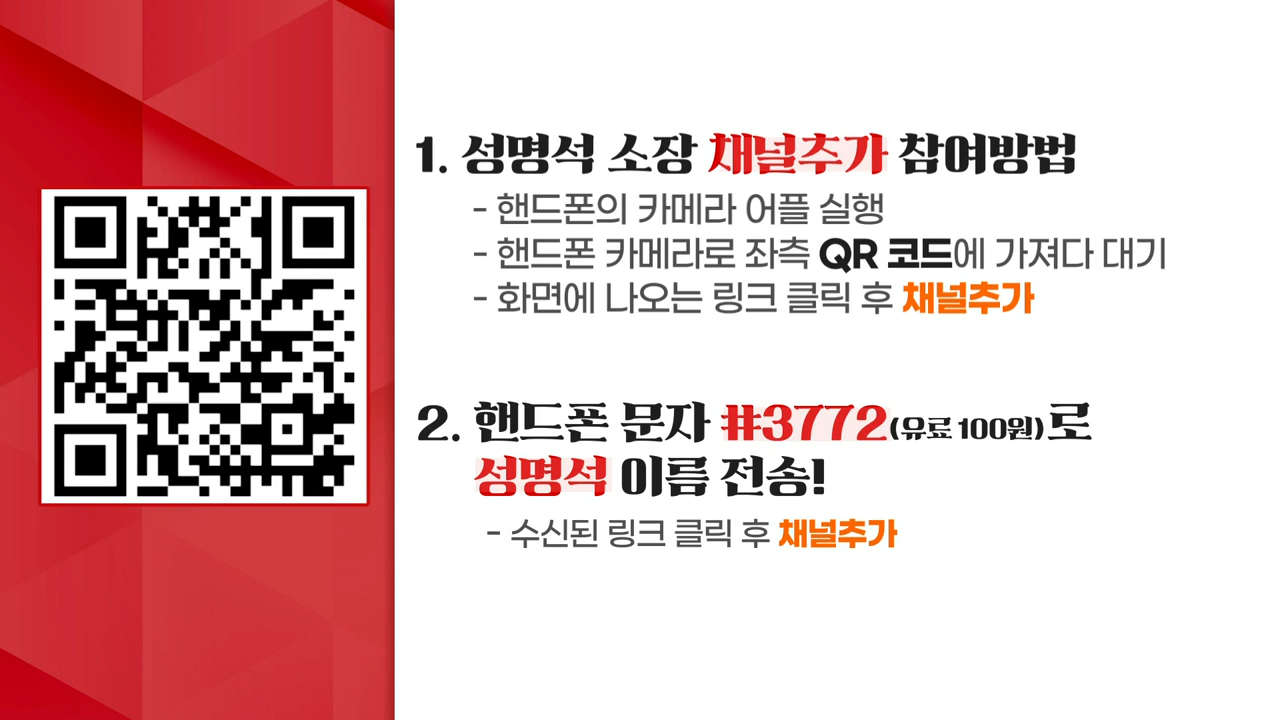 1. 성명석 소장 채널추가 참여방법
- 핸드폰의 카메라 어플 실행
- 핸드폰 카메라로 좌측 QR 코드에 가져다 대기
- 화면에 나오는 링크 클릭 후 채널추가
2. 핸드폰 문자 #3772(유료 100원)로
성명석 이름 전송!
- 수신된 링크 클릭 후 채널추가